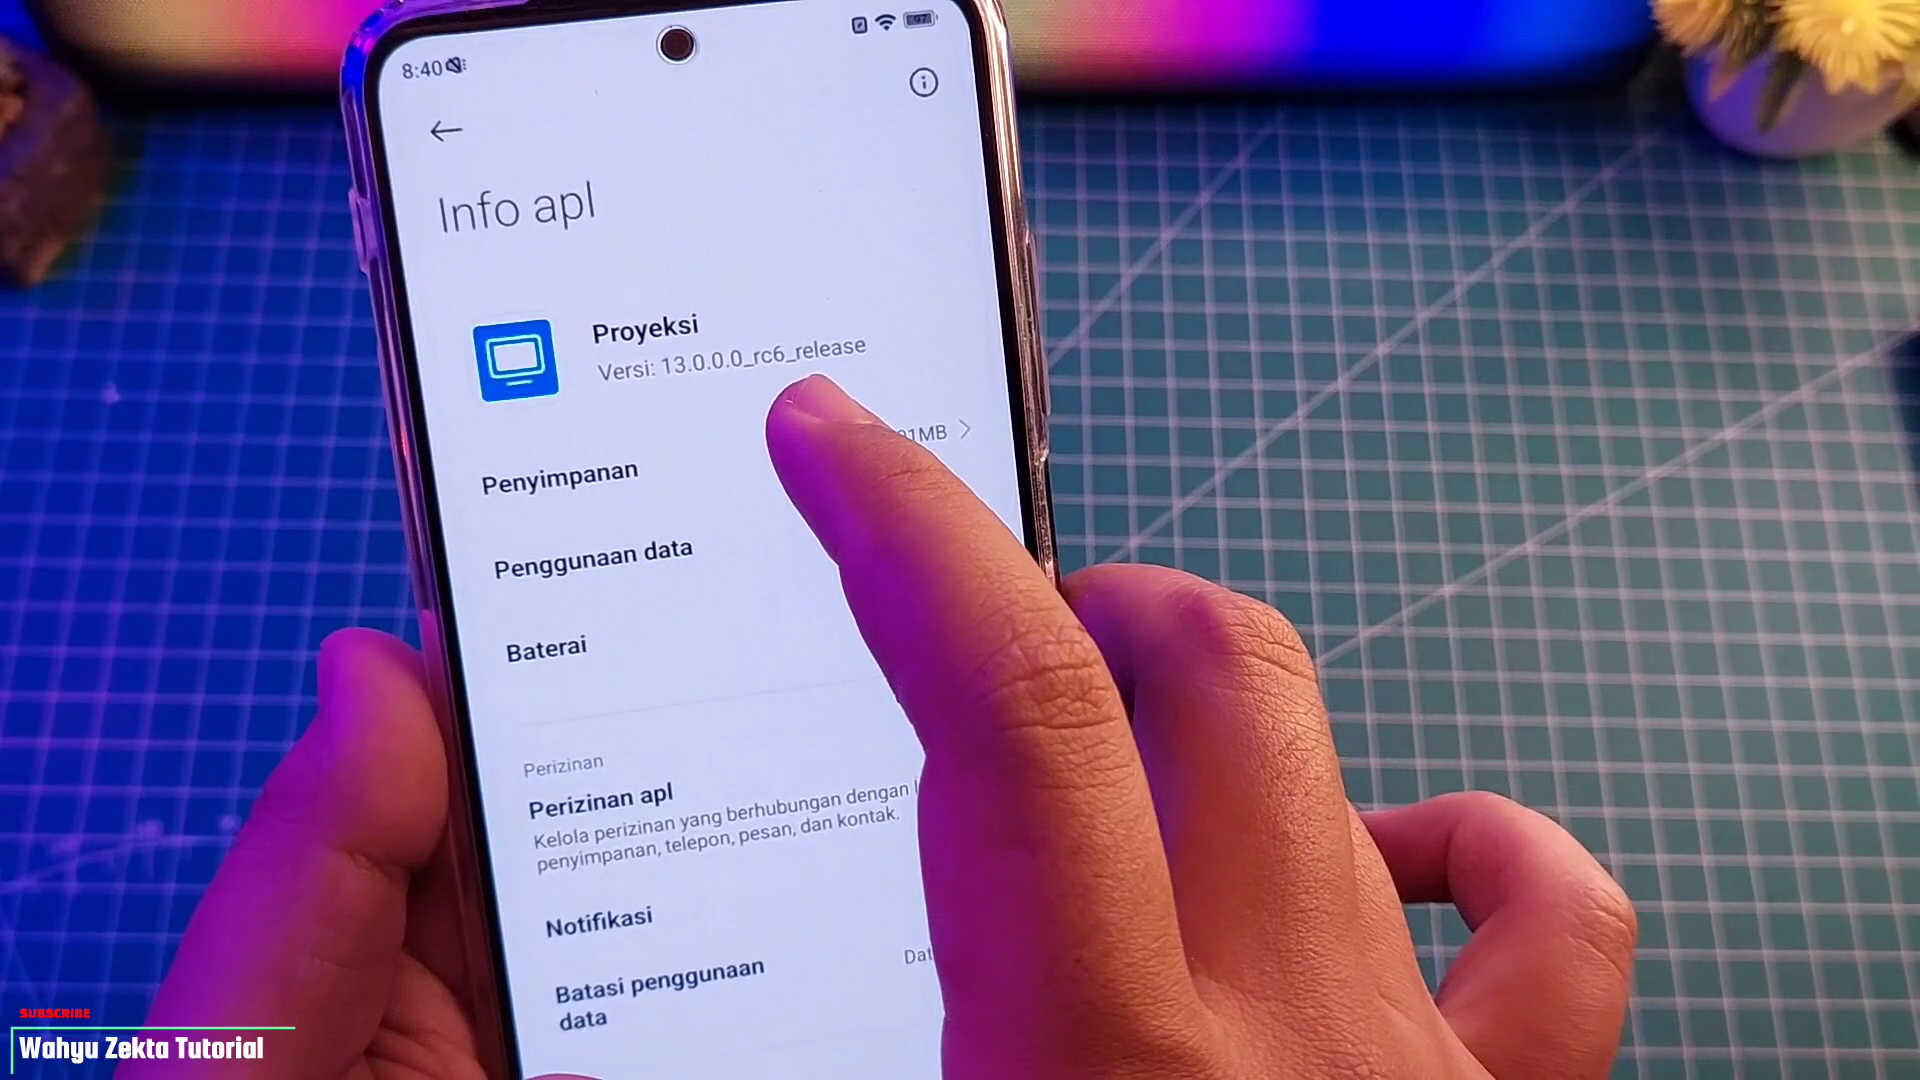 8:40
97
Info apl
Proyeksi
Versi: 13.0.0.0_rc6_release
Penyimpanan
Penggunaan data
Baterai
Perizinan
Perizinan apl
Kelola perizinan yang berhubungan dengan
penyimpanan, telepon, pesan, dan kontak.
Notifikasi
Batasi penggunaan
data
SUBSCRIBE
Wahyu Zekta Tutorial